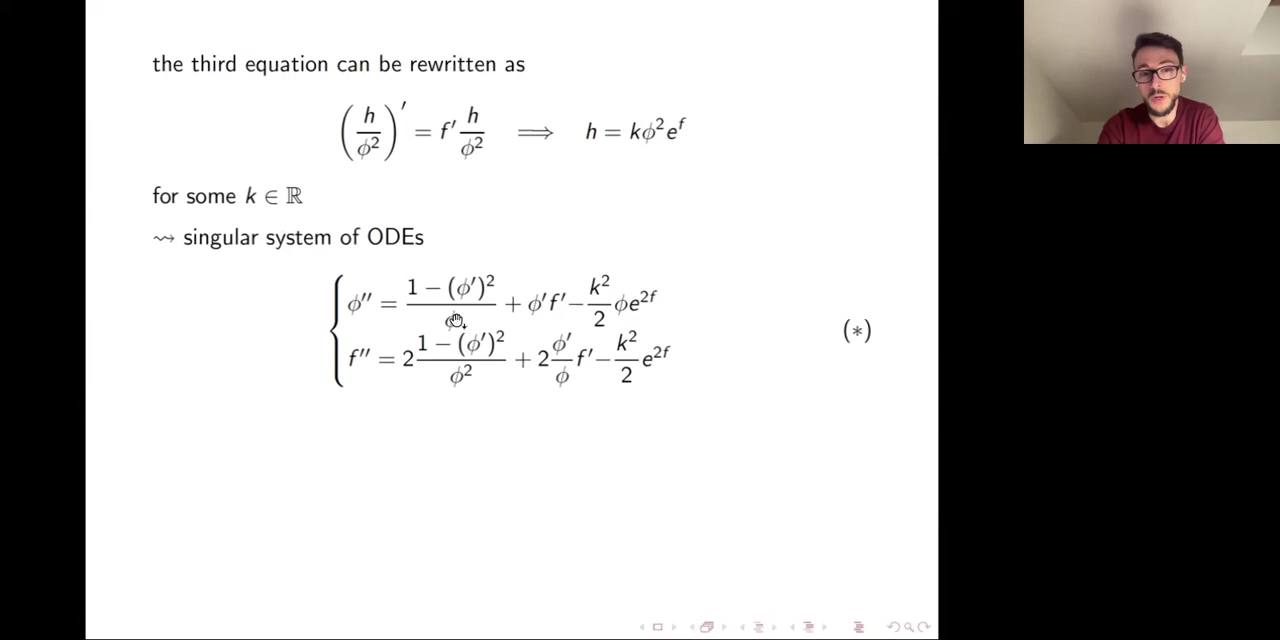 the third equation can be rewritten as
(h/ϕ²)′ = f′ h/ϕ² ⟹ h = kϕ²e^f
for some k ∈ ℝ
⇝ singular system of ODEs
ϕ′′ = (1 − (ϕ′)²)/ϕ + ϕ′f′ − k²/2 ϕe^{2f}
f′′ = 2 (1 − (ϕ′)²)/ϕ² + 2 ϕ′/ϕ f′ − k²/2 e^{2f} (∗)